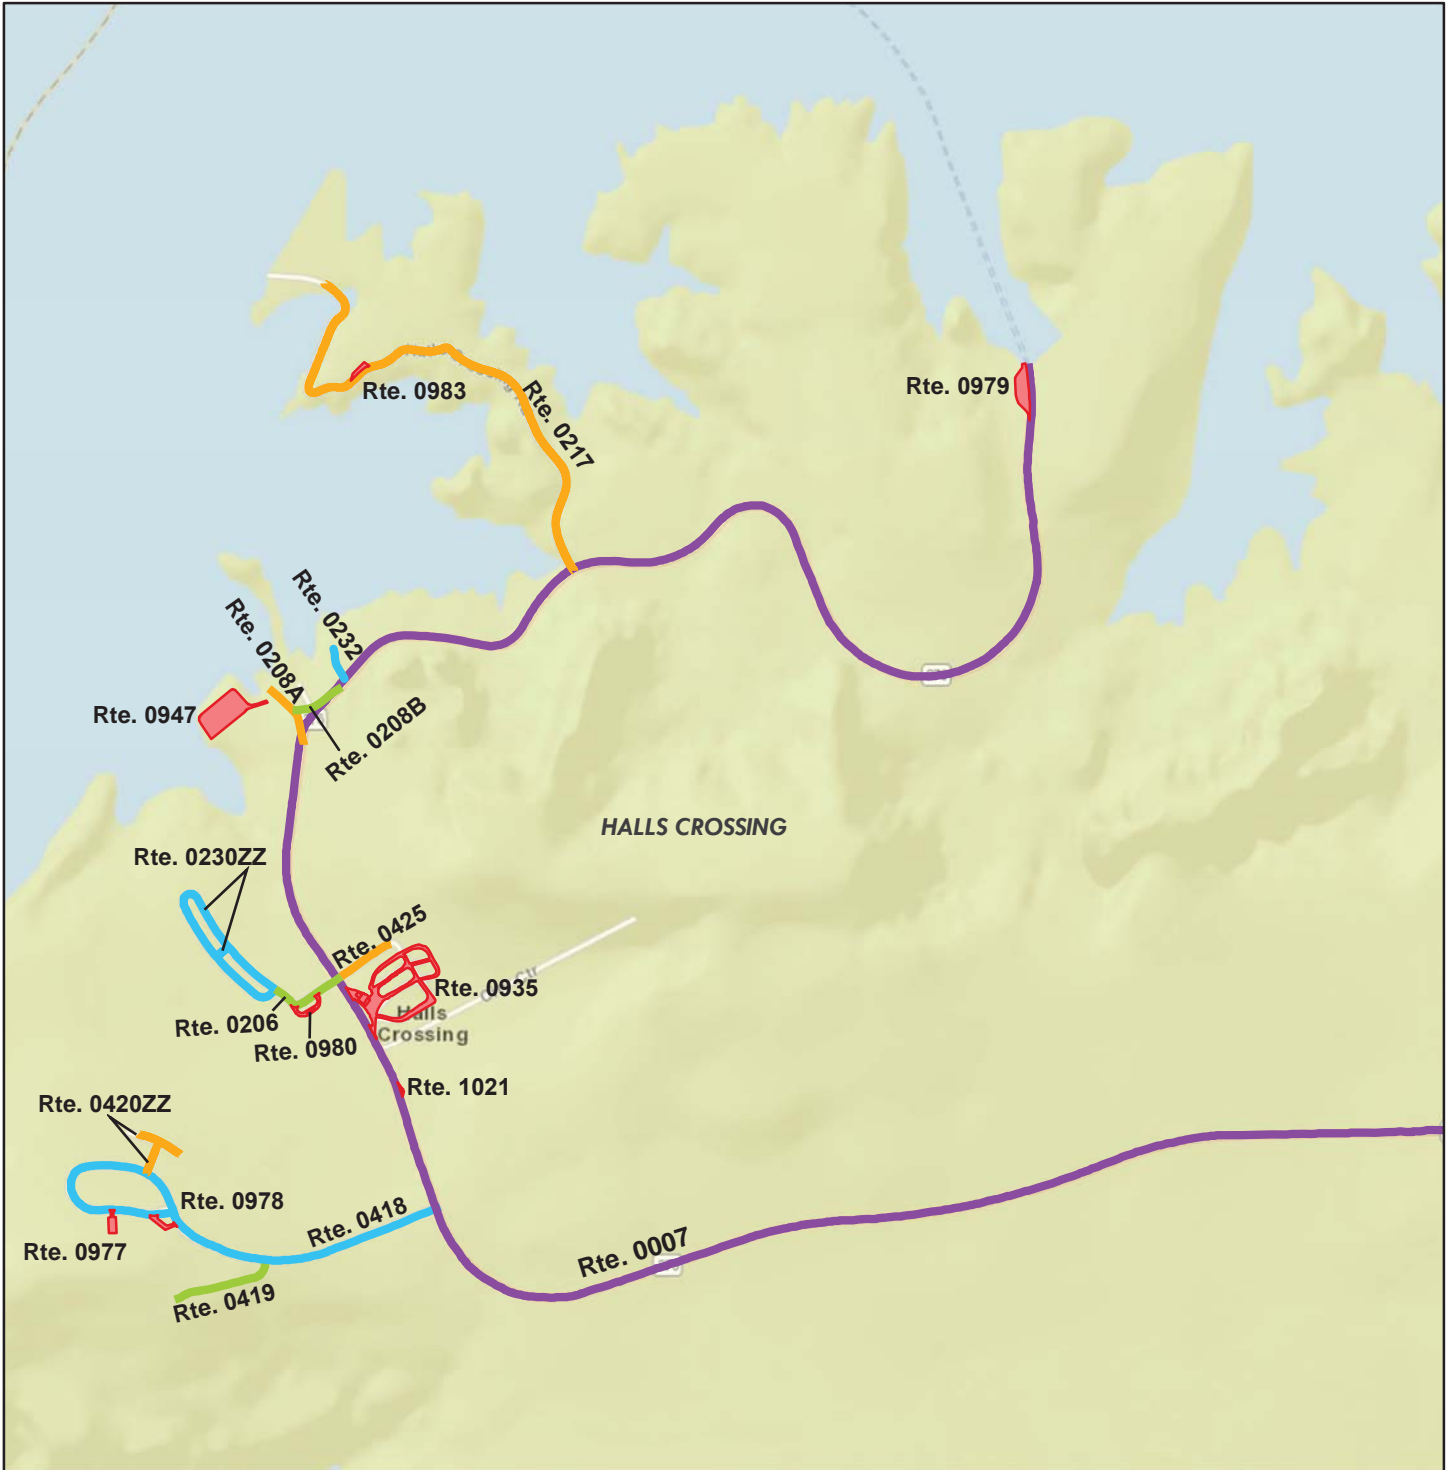 Rte. 0983
Rte. 0979
Rte. 0217
Rte. 0232
Rte. 0208A
Rte. 0947
Rte. 0208B
HALLS CROSSING
Rte. 0230ZZ
Rte. 0425
Rte. 0935
Halls
Crossing
Rte. 0206
Rte. 0980
Rte. 1021
Rte. 0420ZZ
Rte. 0978
Rte. 0418
Rte. 0977
Rte. 0007
Rte. 0419